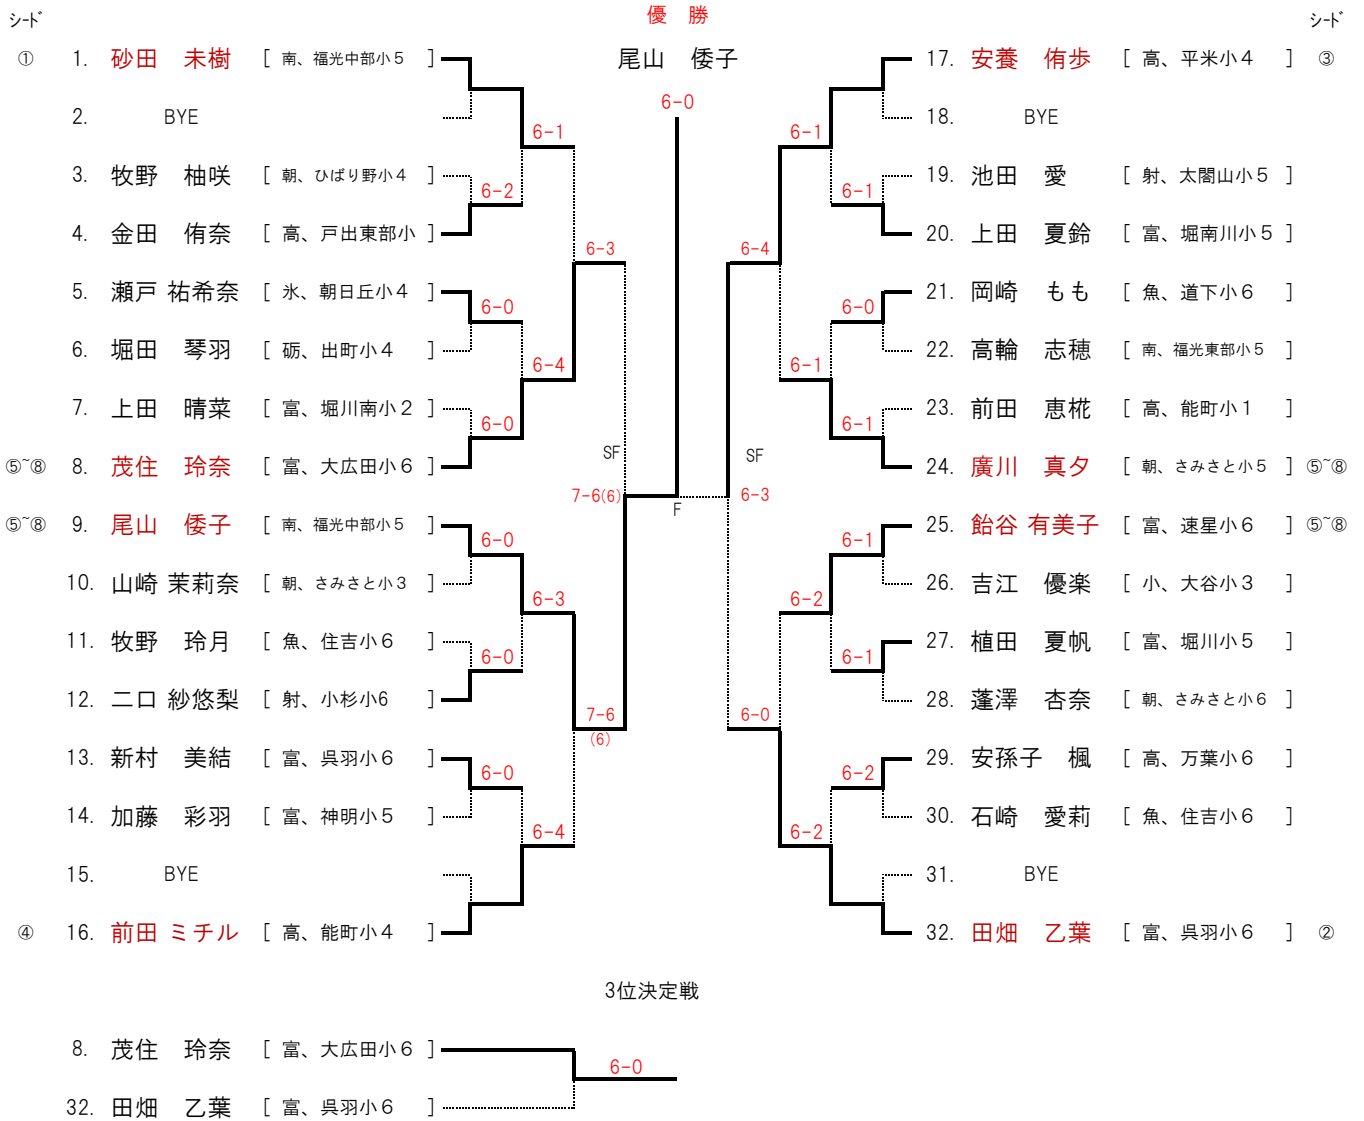 シード 優 勝 シード
① 1. 砂田 未樹 [ 南、福光中部小５ ] 尾山 倭子 17. 安養 侑歩 [ 高、平米小４ ] ③
6-0
2. BYE 18. BYE
6-1 6-1
3. 牧野 柚咲 [ 朝、ひばり野小４ ] 19. 池田 愛 [ 射、太閤山小５ ]
6-2 6-1
4. 金田 侑奈 [ 高、戸出東部小 ] 20. 上田 夏鈴 [ 富、堀南川小５ ]
6-3 6-4
5. 瀬戸 祐希奈 [ 氷、朝日丘小４ ] 21. 岡崎 もも [ 魚、道下小６ ]
6-0 6-0
6. 堀田 琴羽 [ 砺、出町小４ ] 22. 高輪 志穂 [ 南、福光東部小５ ]
6-4 6-1
7. 上田 晴菜 [ 富、堀川南小２ ] 23. 前田 恵椛 [ 高、能町小１ ]
6-0 6-1
SF SF
⑤~⑧ 8. 茂住 玲奈 [ 富、大広田小６ ] 24. 廣川 真夕 [ 朝、さみさと小５ ] ⑤~⑧
7-6(6) 6-3
F
⑤~⑧ 9. 尾山 倭子 [ 南、福光中部小５ ] 25. 飴谷 有美子 [ 富、速星小６ ] ⑤~⑧
6-0 6-1
10. 山崎 茉莉奈 [ 朝、さみさと小３ ] 26. 吉江 優楽 [ 小、大谷小３ ]
6-3 6-2
11. 牧野 玲月 [ 魚、住吉小６ ] 27. 植田 夏帆 [ 富、堀川小５ ]
6-0 6-1
12. 二口 紗悠梨 [ 射、小杉小6 ] 28. 蓬澤 杏奈 [ 朝、さみさと小６ ]
7-6 6-0
(6)
13. 新村 美結 [ 富、呉羽小６ ] 29. 安孫子 楓 [ 高、万葉小６ ]
6-0 6-2
14. 加藤 彩羽 [ 富、神明小５ ] 30. 石崎 愛莉 [ 魚、住吉小６ ]
6-4 6-2
15. BYE 31. BYE
④ 16. 前田 ミチル [ 高、能町小４ ] 32. 田畑 乙葉 [ 富、呉羽小６ ] ②
3位決定戦
8. 茂住 玲奈 [ 富、大広田小６ ]
6-0
32. 田畑 乙葉 [ 富、呉羽小６ ]